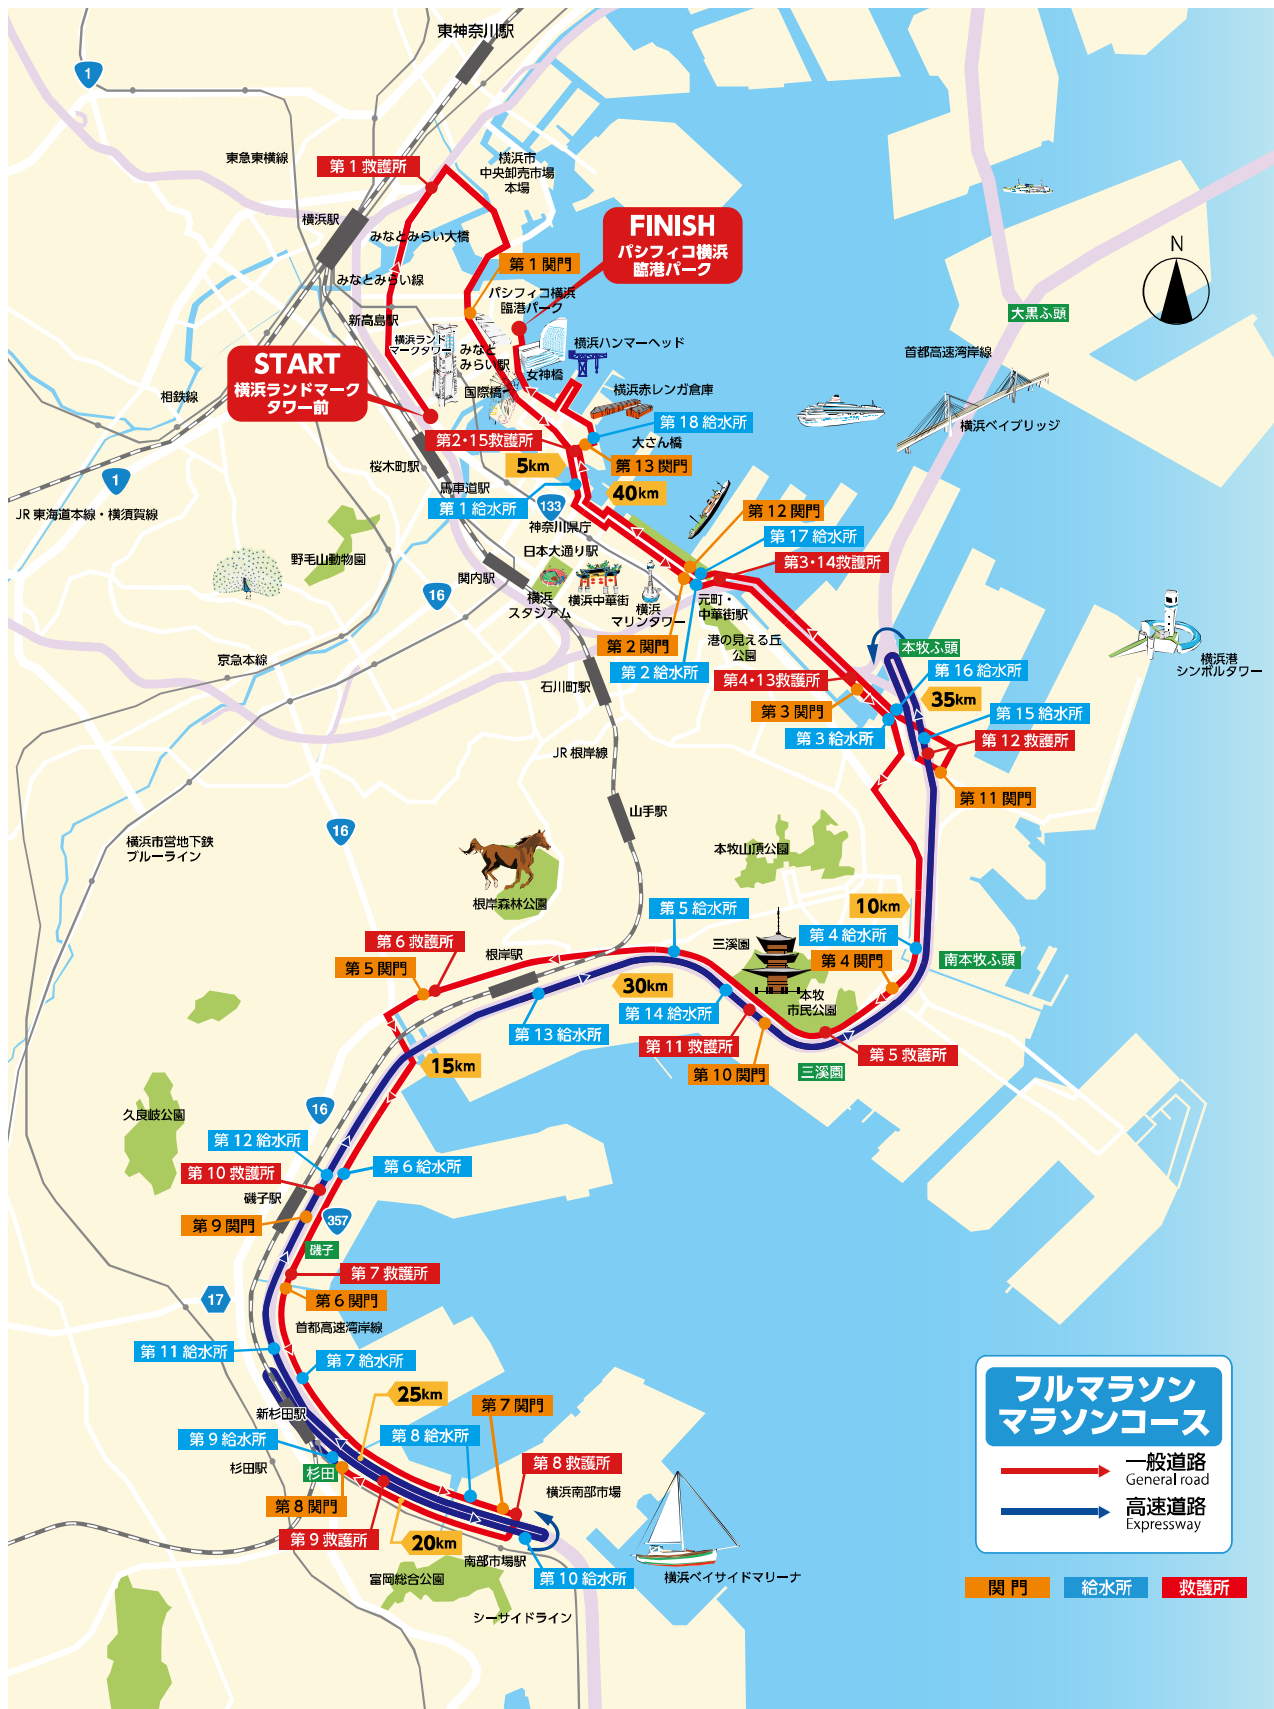 東神奈川駅
1
東急東横線
第1救護所
横浜市
中央卸売市場
本場
横浜駅
みなとみらい大橋
FINISH
パシフィコ横浜
臨港パーク
N
第1関門
みなとみらい線
パシフィコ横浜
臨港パーク
新高島駅
大黒ふ頭
横浜ランド
マークタワー
みなと
みらい駅
横浜ハンマーヘッド
首都高速湾岸線
START
横浜ランドマーク
タワー前
女神橋
国際橋
横浜赤レンガ倉庫
相鉄線
第18給水所
横浜ベイブリッジ
第2・15救護所
大さん橋
桜木町駅
5km
第13関門
1
馬車道駅
40km
第1給水所
133
JR東海道本線・横須賀線
神奈川県庁
第12関門
第17給水所
日本大通り駅
野毛山動物園
第3・14救護所
関内駅
16
横浜
スタジアム
横浜中華街
横浜
マリンタワー
元町・
中華街駅
第2関門
港の見える丘
公園
本牧ふ頭
京急本線
第2給水所
第16給水所
横浜港
シンボルタワー
第4・13救護所
石川町駅
35km
第3関門
第15給水所
第3給水所
第12救護所
JR根岸線
第11関門
山手駅
16
横浜市営地下鉄
ブルーライン
本牧山頂公園
根岸森林公園
10km
第5給水所
第6救護所
三溪園
第4給水所
根岸駅
第5関門
第4関門
南本牧ふ頭
30km
本牧
市民公園
第14給水所
第13給水所
第11救護所
第5救護所
15km
第10関門
三溪園
16
久良岐公園
第12給水所
第6給水所
第10救護所
磯子駅
第9関門
357
磯子
第7救護所
17
第6関門
首都高速湾岸線
第11給水所
第7給水所
25km
第7関門
新杉田駅
第9給水所
第8給水所
杉田駅
杉田
第8救護所
横浜南部市場
第8関門
第9救護所
20km
南部市場駅
富岡総合公園
第10給水所
横浜ベイサイドマリーナ
シーサイドライン
フルマラソン
マラソンコース
一般道路
General road
高速道路
Expressway
関門
給水所
救護所